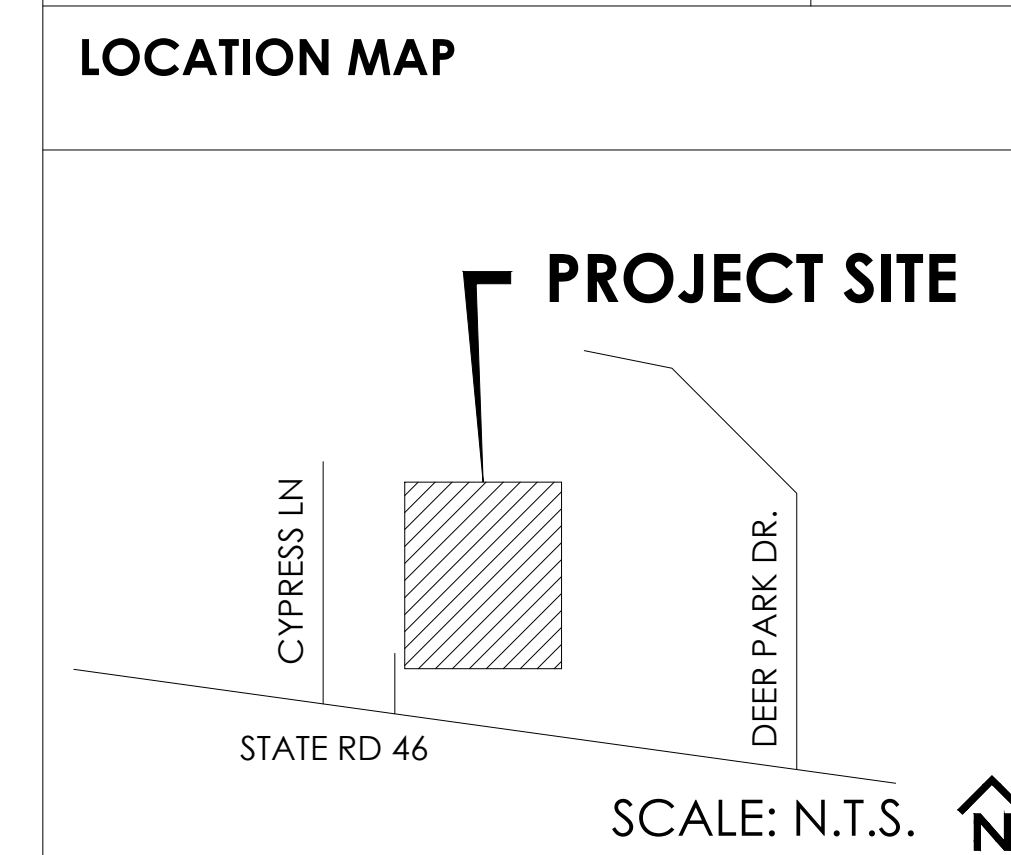 LOCATION MAP
PROJECT SITE
CYPRESS LN
DEER PARK DR.
STATE RD 46
SCALE: N.T.S.
N